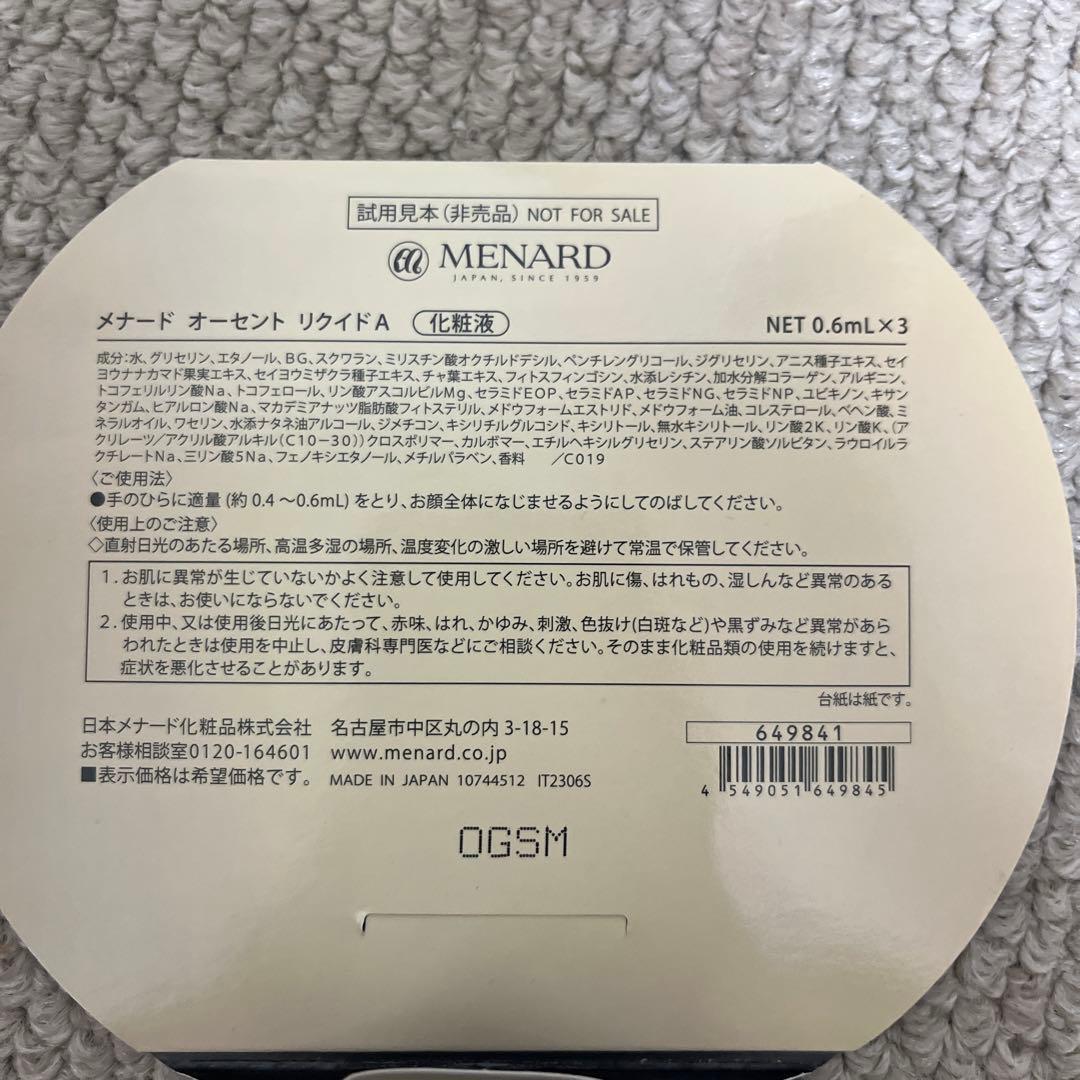 試用見本(非売品) NOT FOR SALE
MENARD
JAPAN, SINCE 1959
メナード オーセント リクイドA 化粧液 NET 0.6mL×3
成分:水、グリセリン、エタノール、BG、スクワラン、ミリスチン酸オクチルドデシル、ペンチレングリコール、ジグリセリン、アニス種子エキス、セイ
ヨウナナカマド果実エキス、セイヨウミザクラ種子エキス、チャ葉エキス、フィトスフィンゴシン、水添レシチン、加水分解コラーゲン、アルギニン、
トコフェリルリン酸Na、トコフェロール、リン酸アスコルビルMg、セラミドEOP、セラミドAP、セラミドNG、セラミドNP、ユビキノン、キサン
タンガム、ヒアルロン酸Na、マカデミアナッツ脂肪酸フィトステリル、メドウフォームエストリド、メドウフォーム油、コレステロール、ベヘン酸、ミ
ネラルオイル、ワセリン、水添ナタネ油アルコール、ジメチコン、キシリチルグルコシド、キシリトール、無水キシリトール、リン酸2K、リン酸K、(ア
クリレーツ/アクリル酸アルキル(C10-30))クロスポリマー、カルボマー、エチルヘキシルグリセリン、ステアリン酸ソルビタン、ラウロイルラ
クチレートNa、三リン酸5Na、フェノキシエタノール、メチルパラベン、香料 /C019
〈ご使用法〉
●手のひらに適量(約0.4~0.6mL)をとり、お顔全体になじませるようにしてのばしてください。
〈使用上のご注意〉
◇直射日光のあたる場所、高温多湿の場所、温度変化の激しい場所を避けて常温で保管してください。
1.お肌に異常が生じていないかよく注意して使用してください。お肌に傷、はれもの、湿しんなど異常のある
ときは、お使いにならないでください。
2.使用中、又は使用後日光にあたって、赤味、はれ、かゆみ、刺激、色抜け(白斑など)や黒ずみなど異常があら
われたときは使用を中止し、皮膚科専門医などにご相談ください。そのまま化粧品類の使用を続けますと、
症状を悪化させることがあります。
台紙は紙です。
日本メナード化粧品株式会社 名古屋市中区丸の内3-18-15
お客様相談室0120-164601 www.menard.co.jp
■表示価格は希望価格です。 MADE IN JAPAN 10744512 IT2306S
649841
4 549051 649845
OGSM